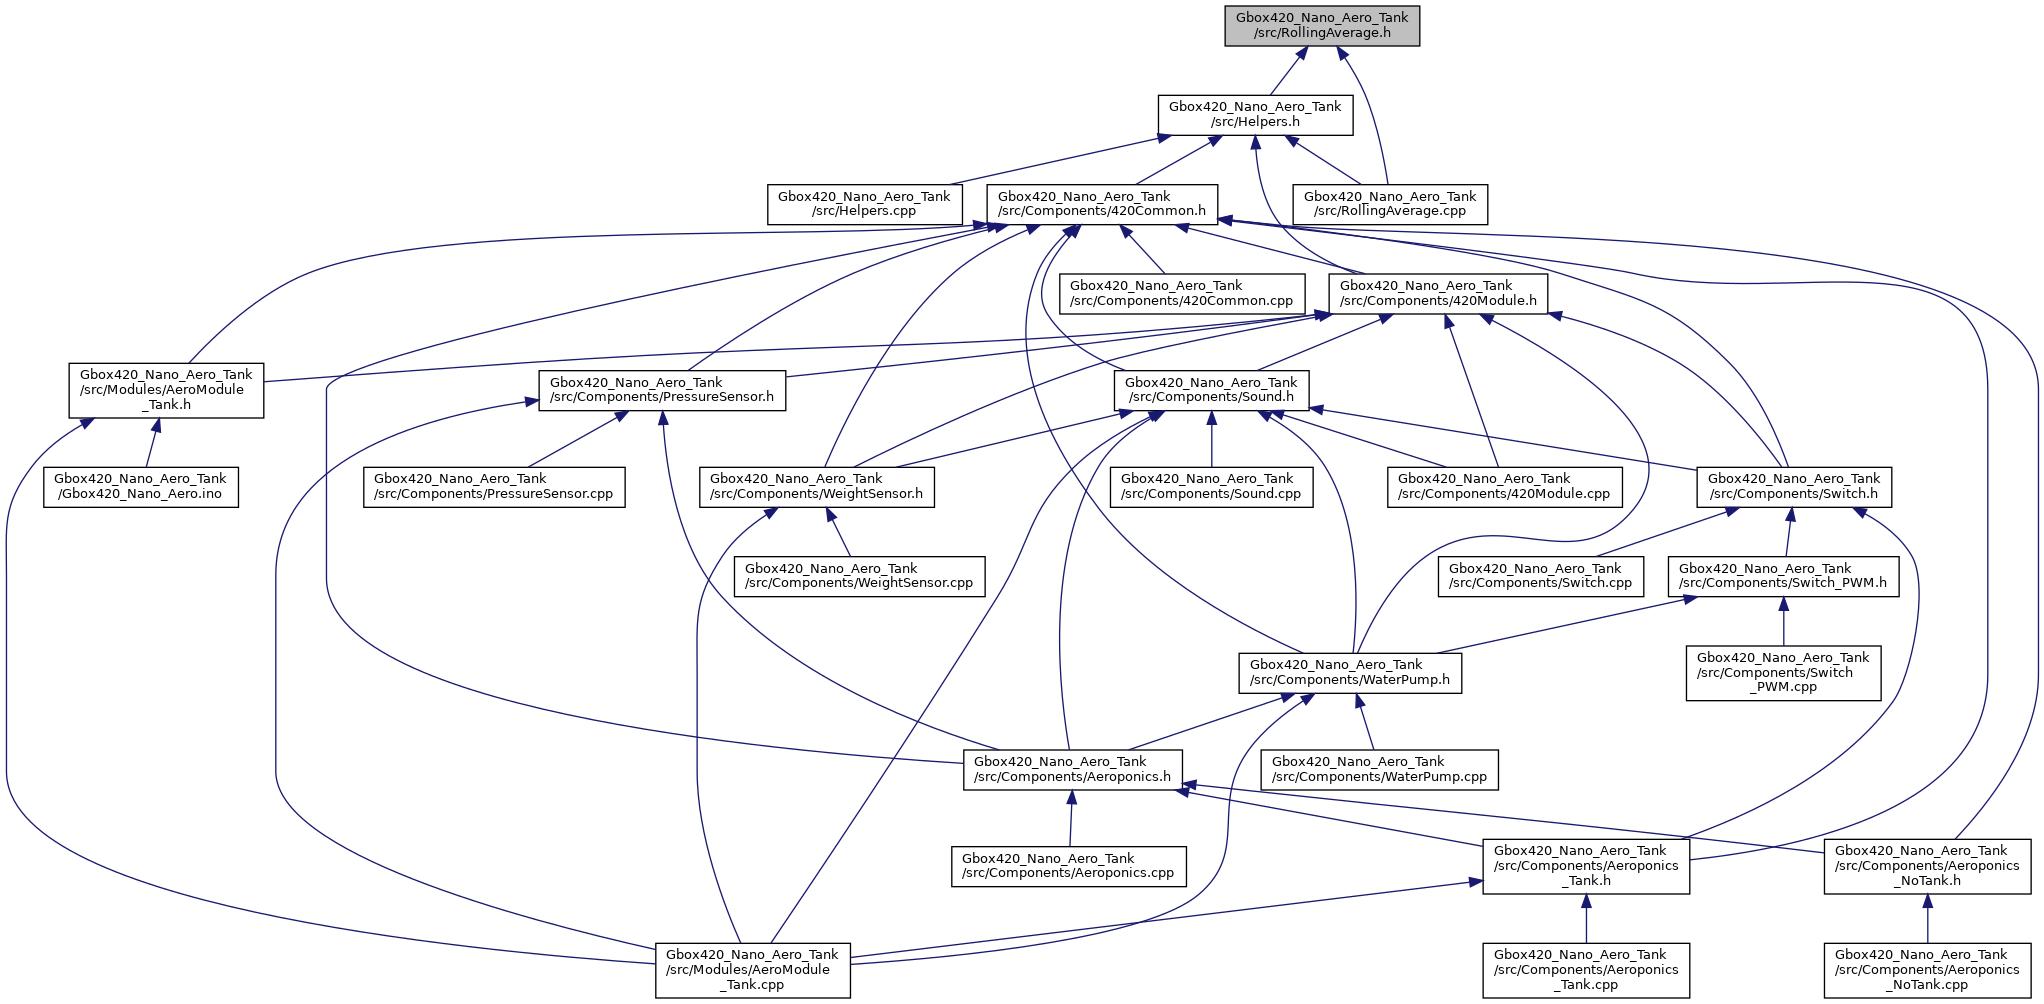 Gbox420_Nano_Aero_Tank
/src/RollingAverage.h
Gbox420_Nano_Aero_Tank
/src/Helpers.h
Gbox420_Nano_Aero_Tank
/src/Helpers.cpp
Gbox420_Nano_Aero_Tank
/src/Components/420Common.h
Gbox420_Nano_Aero_Tank
/src/RollingAverage.cpp
Gbox420_Nano_Aero_Tank
/src/Components/420Common.cpp
Gbox420_Nano_Aero_Tank
/src/Components/420Module.h
Gbox420_Nano_Aero_Tank
/src/Modules/AeroModule
_Tank.h
Gbox420_Nano_Aero_Tank
/src/Components/PressureSensor.h
Gbox420_Nano_Aero_Tank
/src/Components/Sound.h
Gbox420_Nano_Aero_Tank
/Gbox420_Nano_Aero.ino
Gbox420_Nano_Aero_Tank
/src/Components/PressureSensor.cpp
Gbox420_Nano_Aero_Tank
/src/Components/WeightSensor.h
Gbox420_Nano_Aero_Tank
/src/Components/Sound.cpp
Gbox420_Nano_Aero_Tank
/src/Components/420Module.cpp
Gbox420_Nano_Aero_Tank
/src/Components/Switch.h
Gbox420_Nano_Aero_Tank
/src/Components/WeightSensor.cpp
Gbox420_Nano_Aero_Tank
/src/Components/Switch.cpp
Gbox420_Nano_Aero_Tank
/src/Components/Switch_PWM.h
Gbox420_Nano_Aero_Tank
/src/Components/WaterPump.h
Gbox420_Nano_Aero_Tank
/src/Components/Switch
_PWM.cpp
Gbox420_Nano_Aero_Tank
/src/Components/Aeroponics.h
Gbox420_Nano_Aero_Tank
/src/Components/WaterPump.cpp
Gbox420_Nano_Aero_Tank
/src/Components/Aeroponics.cpp
Gbox420_Nano_Aero_Tank
/src/Components/Aeroponics
_Tank.h
Gbox420_Nano_Aero_Tank
/src/Components/Aeroponics
_NoTank.h
Gbox420_Nano_Aero_Tank
/src/Modules/AeroModule
_Tank.cpp
Gbox420_Nano_Aero_Tank
/src/Components/Aeroponics
_Tank.cpp
Gbox420_Nano_Aero_Tank
/src/Components/Aeroponics
_NoTank.cpp